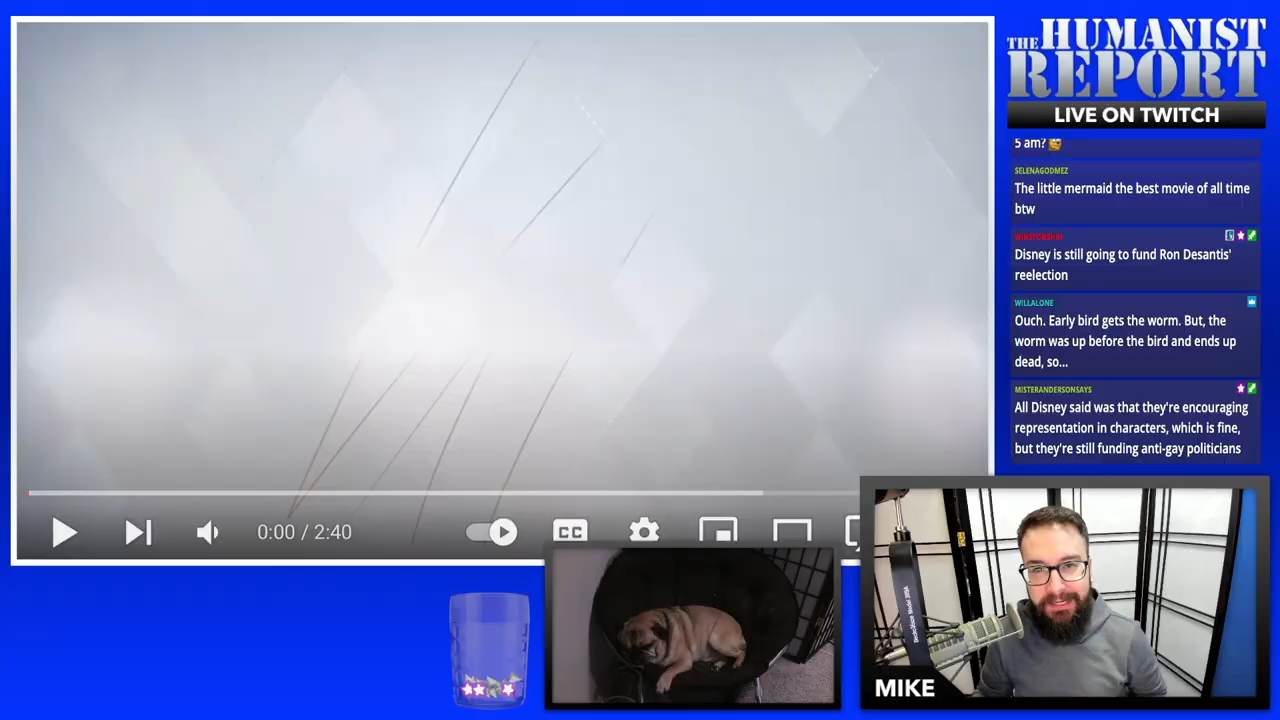 THE HUMANIST
REPORT
LIVE ON TWITCH
5 am?
SELENAGODMEZ
The little mermaid the best movie of all time
btw
Disney is still going to fund Ron Desantis'
reelection
WILLALONE
Ouch. Early bird gets the worm. But, the
worm was up before the bird and ends up
dead, so...
MISTERANDERSONSAYS
All Disney said was that they're encouraging
representation in characters, which is fine,
but they're still funding anti-gay politicians
0:00 / 2:40
CC
MIKE